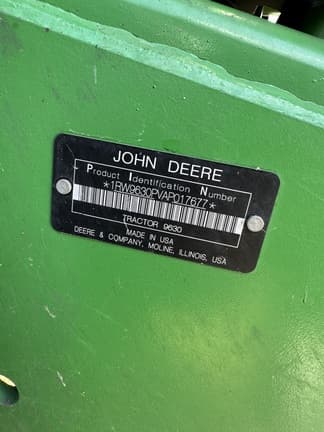 JOHN DEERE
Product Identification Number
*1RW9630PVAP017677*
TRACTOR 9630
MADE IN USA
DEERE & COMPANY, MOLINE, ILLINOIS, USA